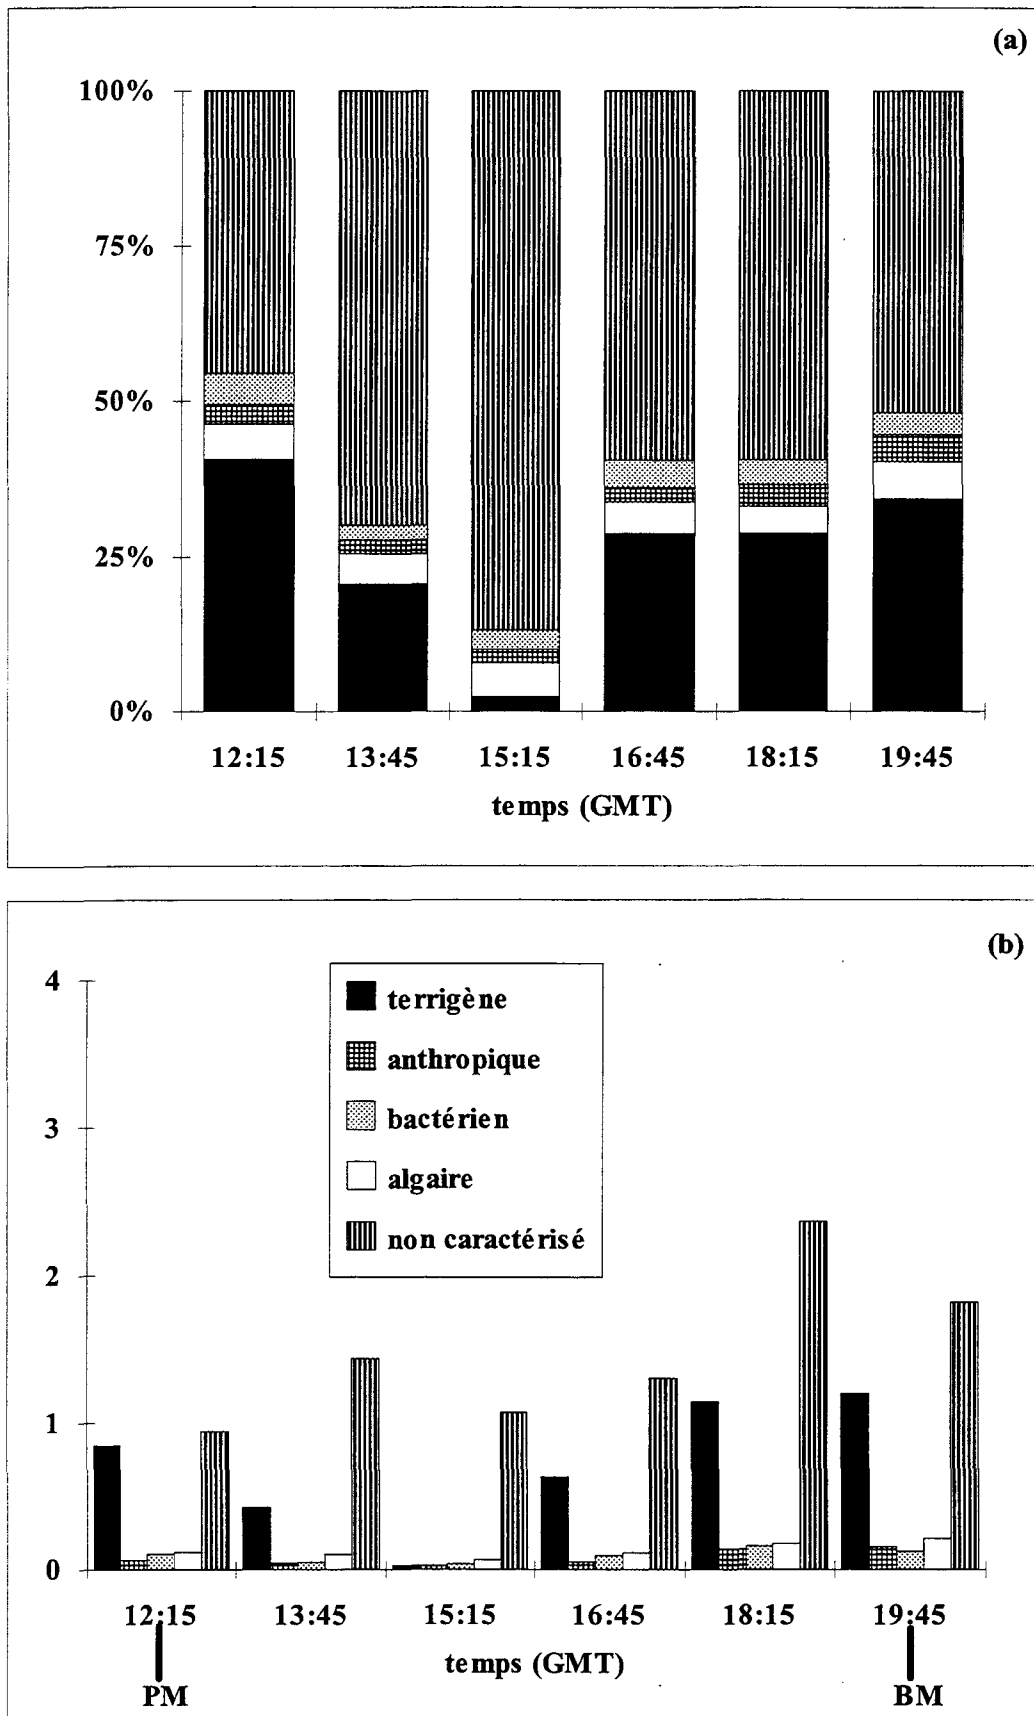 (a)
100%
75%
50%
25%
0%
12:15 13:45 15:15 16:45 18:15 19:45
temps (GMT)
(b)
4
3
2
1
0
terrigène
anthropique
bactérien
algaire
non caractérisé
12:15 13:45 15:15 16:45 18:15 19:45
temps (GMT)
PM BM